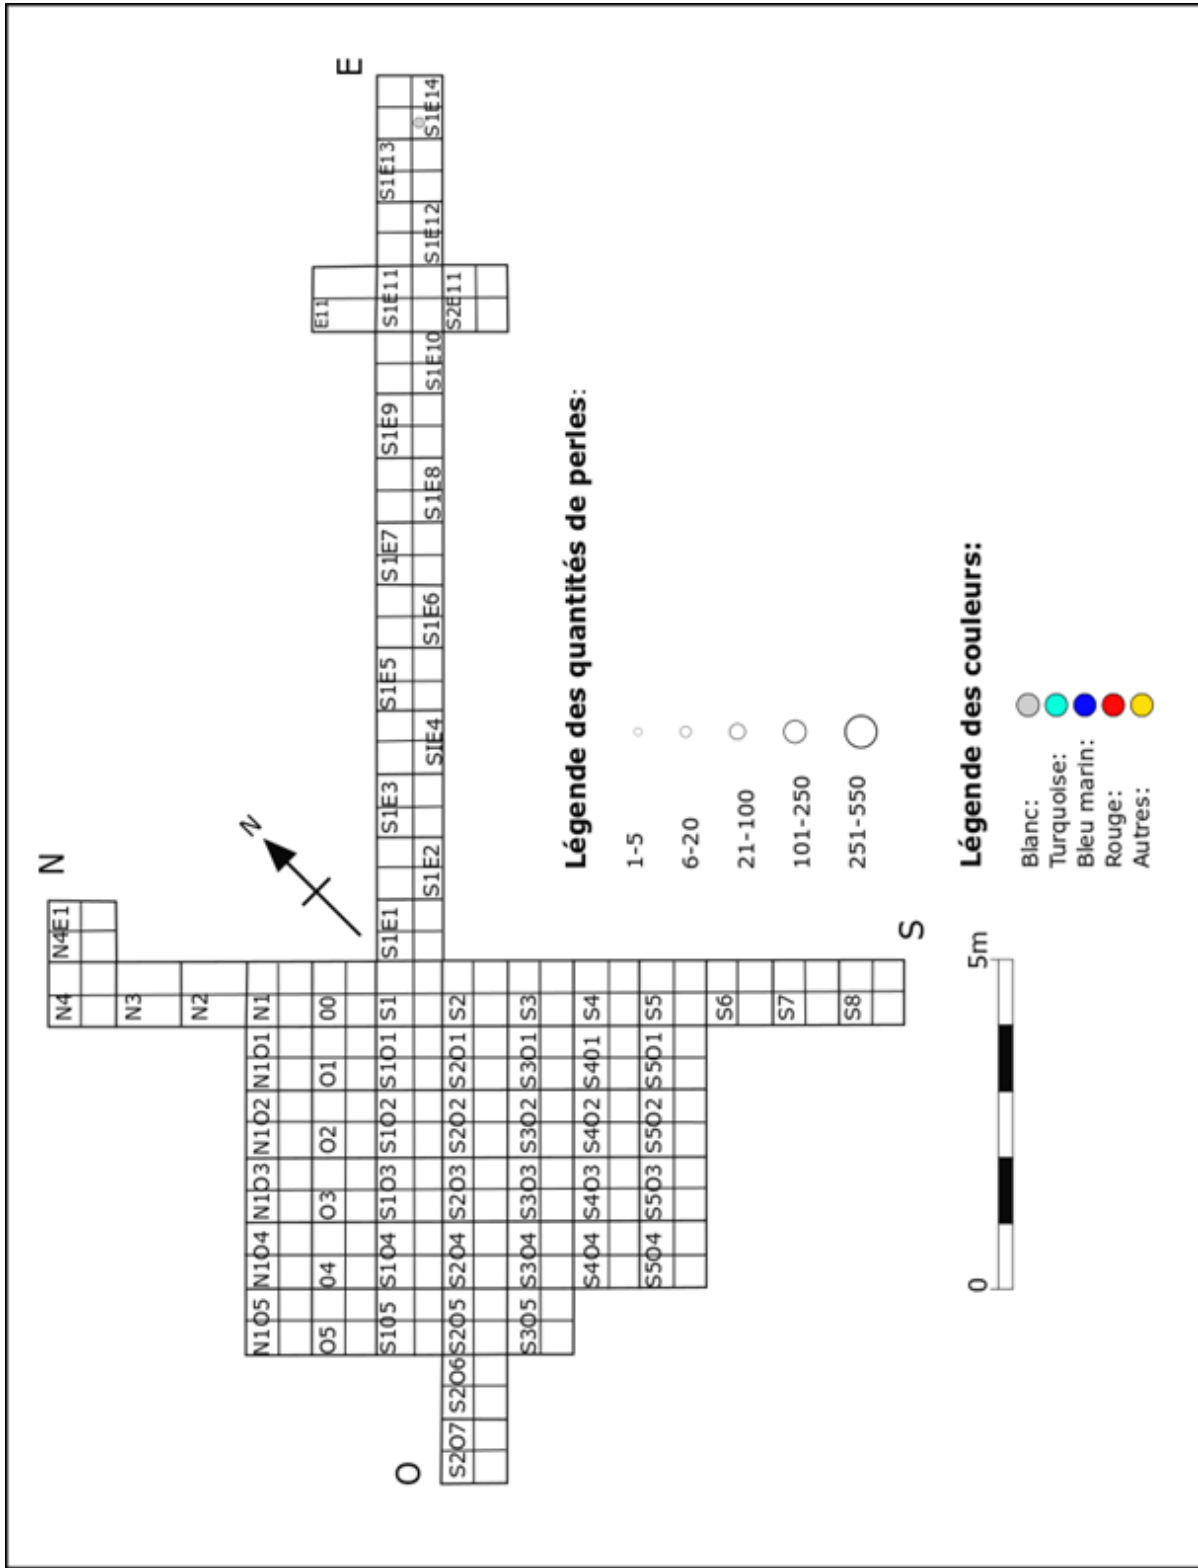 N
N4 N4E1
N3
N2
N
N1O5 N1O4 N1O3 N1O2 N1O1 N1
O5 04 O3 O2 O1 00 E11
E
S105 S1O4 S1O3 S1O2 S1O1 S1 S1E1 S1E3 S1E5 S1E7 S1E9 S1E11 S1E13
O
S1E2 SIE4 S1E6 S1E8 S1E10 S1E12 S1E14
S2O7 S2O6 S2O5 S2O4 S2O3 S2O2 S2O1 S2 S2E11
S3O5 S3O4 S3O3 S3O2 S3O1 S3
S4O4 S4O3 S4O2 S401 S4
S5O4 S5O3 S5O2 S5O1 S5
S6
S7
S8
S
Légende des quantités de perles:
1-5
6-20
21-100
101-250
251-550
Légende des couleurs:
Blanc:
Turquoise:
Bleu marin:
Rouge:
Autres:
0 5m